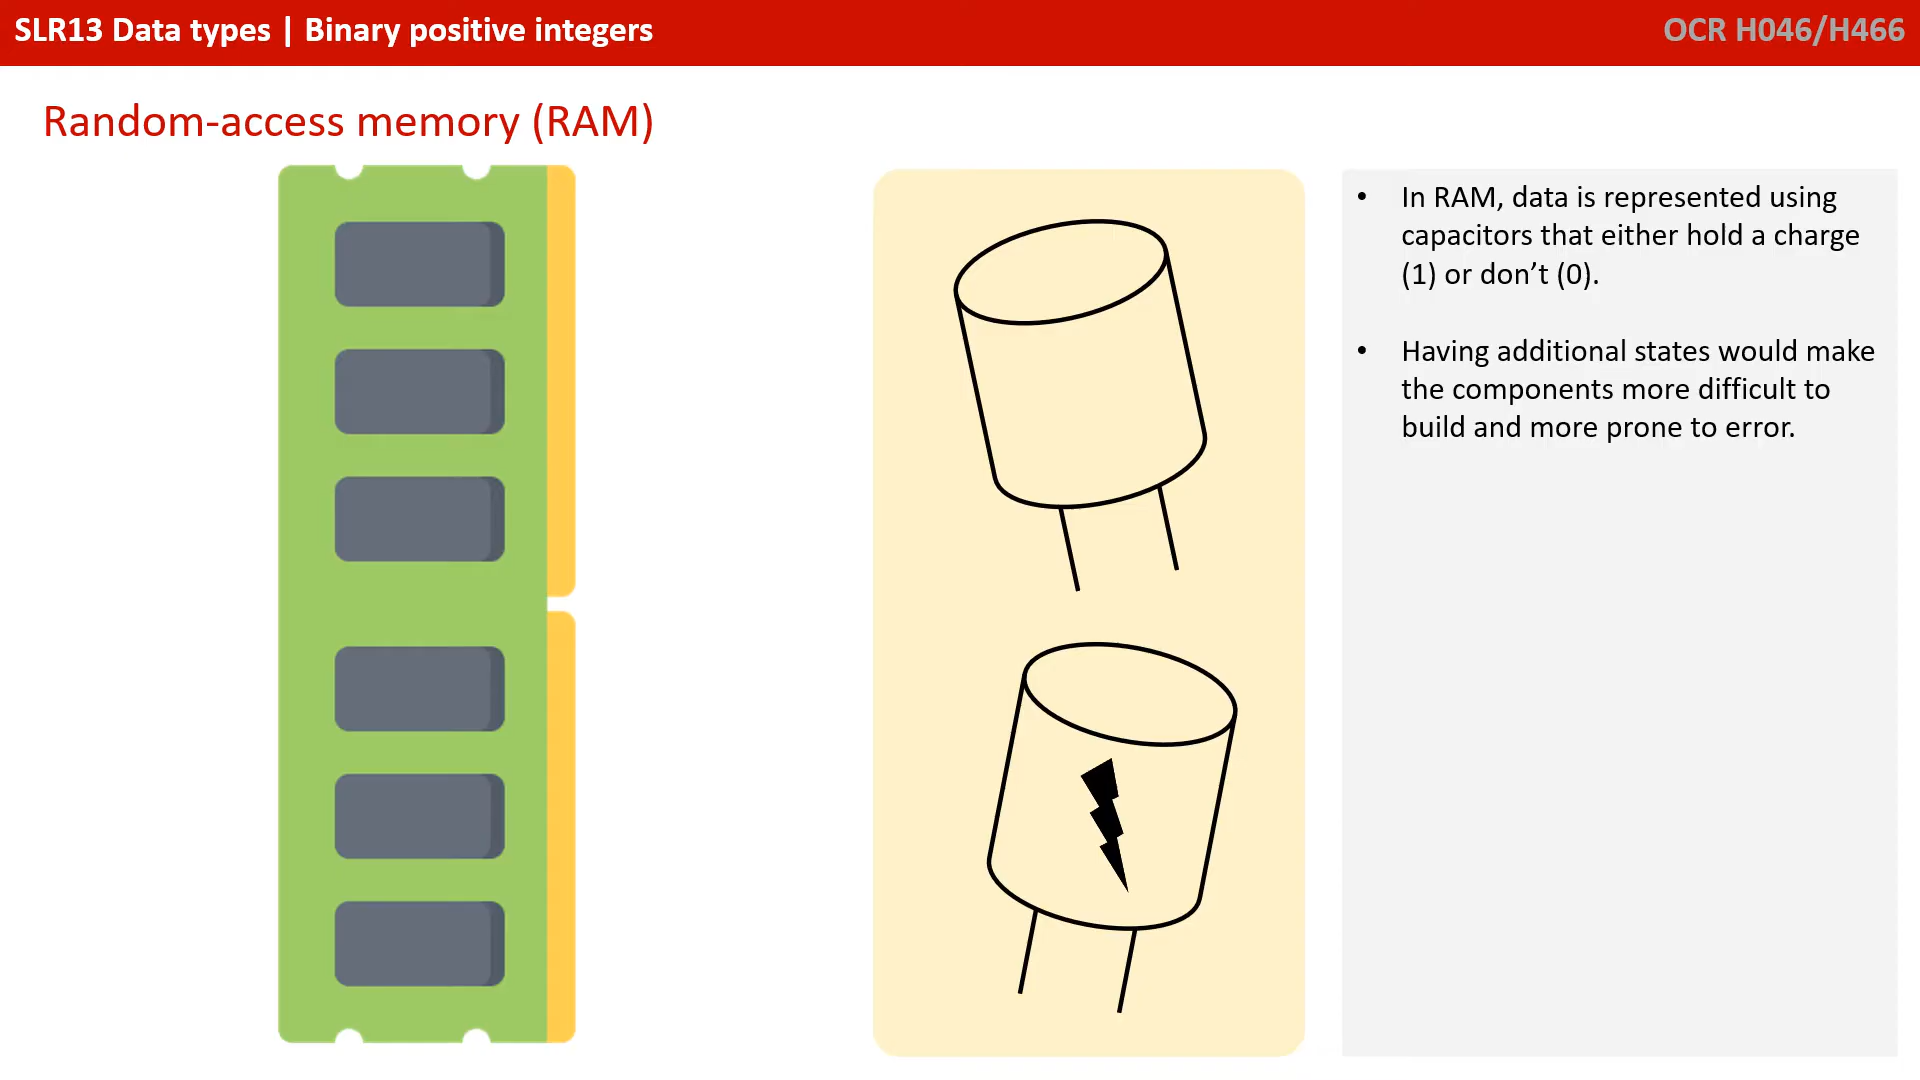 SLR13 Data types | Binary positive integers
OCR H046/H466
Random-access memory (RAM)
• In RAM, data is represented using
capacitors that either hold a charge
(1) or don’t (0).
• Having additional states would make
the components more difficult to
build and more prone to error.